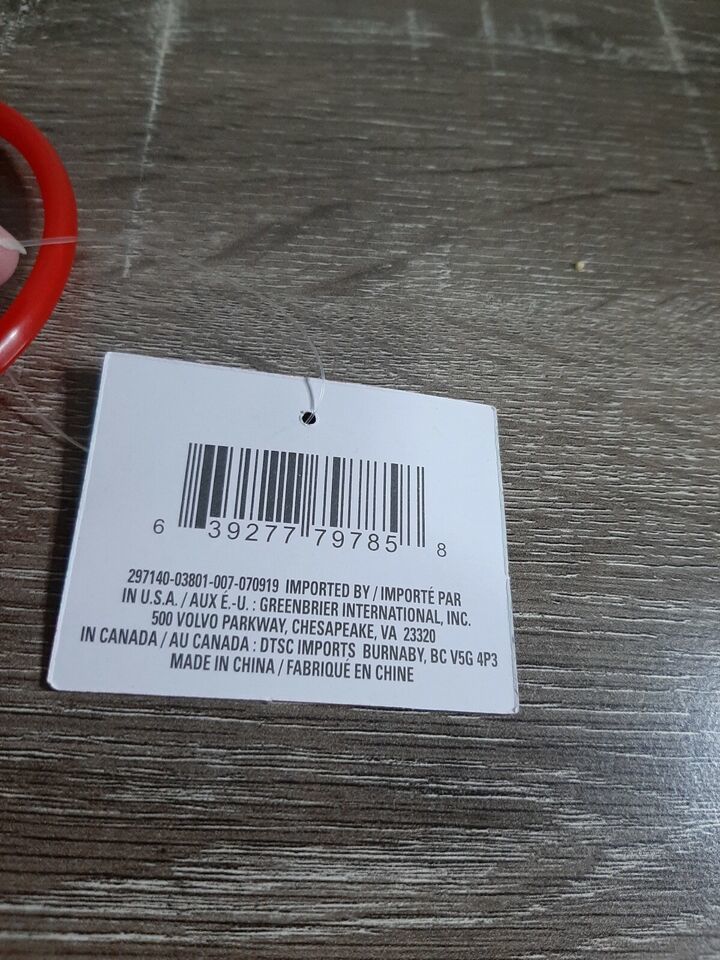 6 39277 79785 8
297140-03801-007-070919 IMPORTED BY / IMPORTÉ PAR
IN U.S.A. / AUX É.-U. : GREENBRIER INTERNATIONAL, INC.
500 VOLVO PARKWAY, CHESAPEAKE, VA 23320
IN CANADA / AU CANADA : DTSC IMPORTS BURNABY, BC V5G 4P3
MADE IN CHINA / FABRIQUÉ EN CHINE